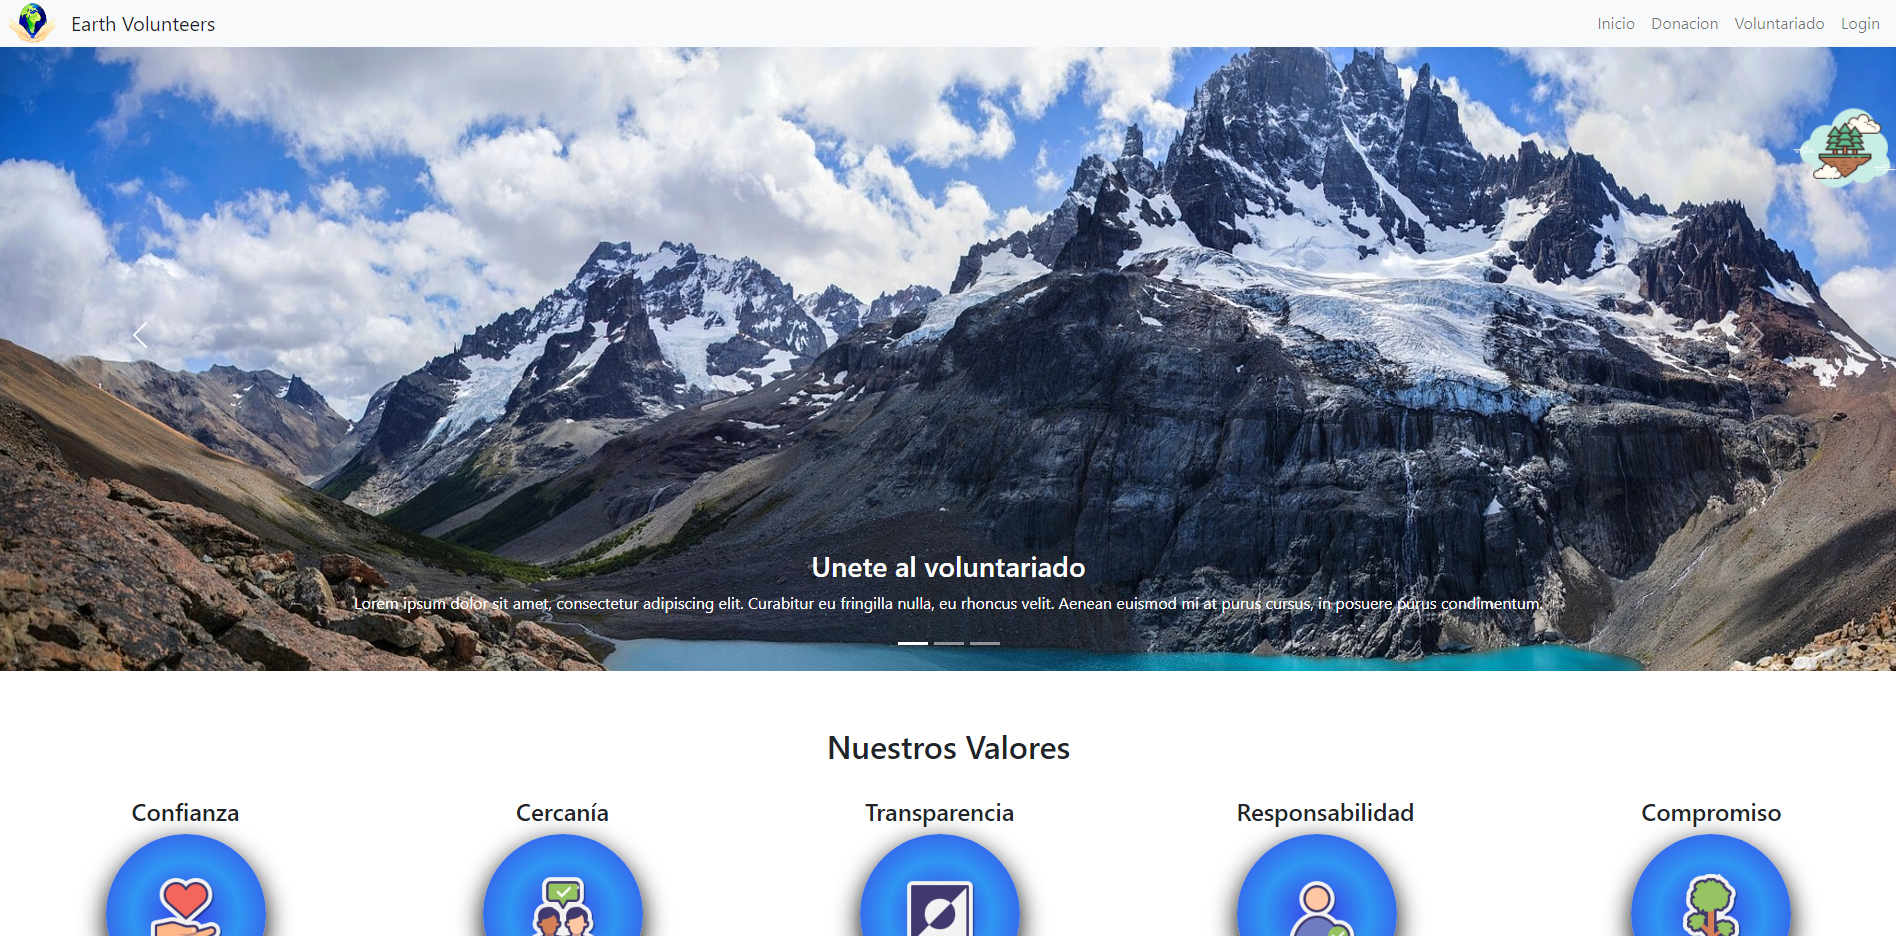 Earth Volunteers
Inicio Donacion Voluntariado Login
Unete al voluntariado
Lorem ipsum dolor sit amet, consectetur adipiscing elit. Curabitur eu fringilla nulla, eu rhoncus velit. Aenean euismod mi at purus cursus, in posuere purus condimentum.
Nuestros Valores
Confianza
Cercanía
Transparencia
Responsabilidad
Compromiso